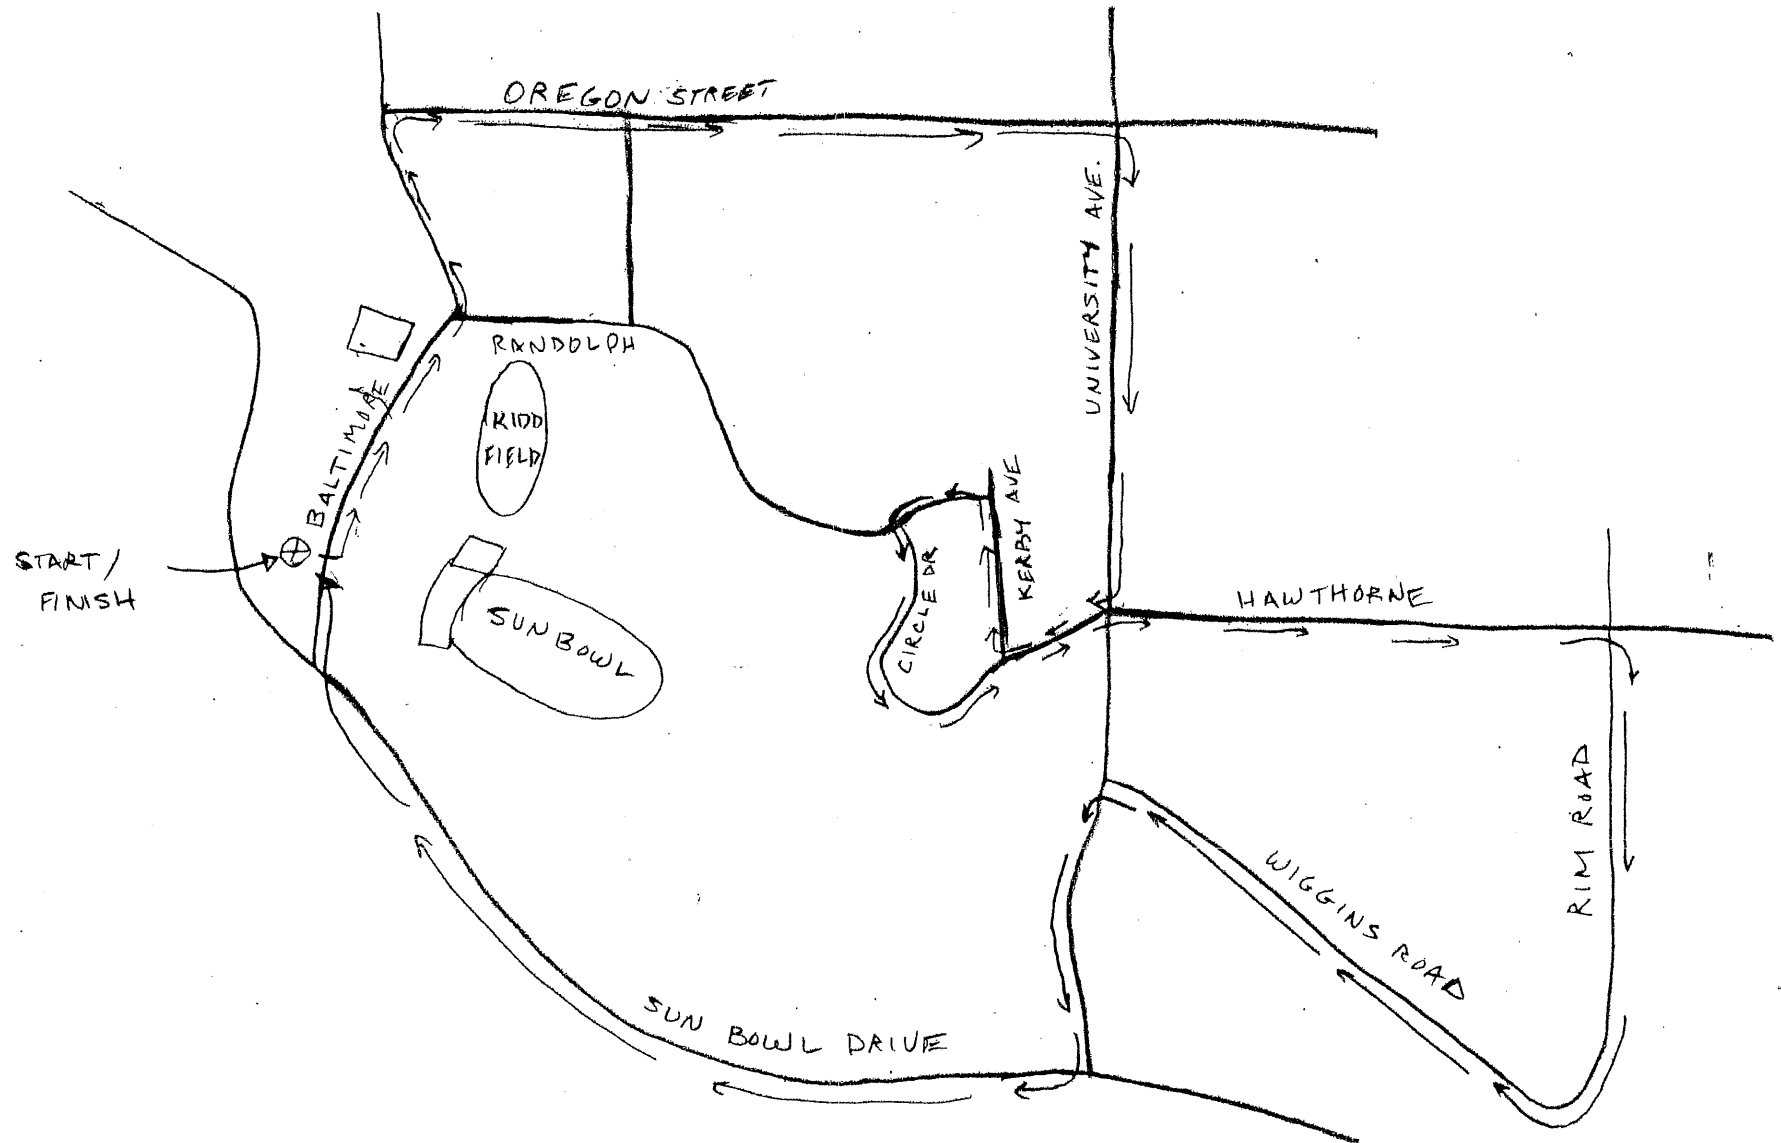 OREGON STREET
UNIVERSITY AVE.
RANDOLPH
BALTIMORE
KIDD
FIELD
START/
FINISH
SUN BOWL
CIRCLE DR
KERBY AVE
HAWTHORNE
RIM ROAD
WIGGINS ROAD
SUN BOWL DRIVE